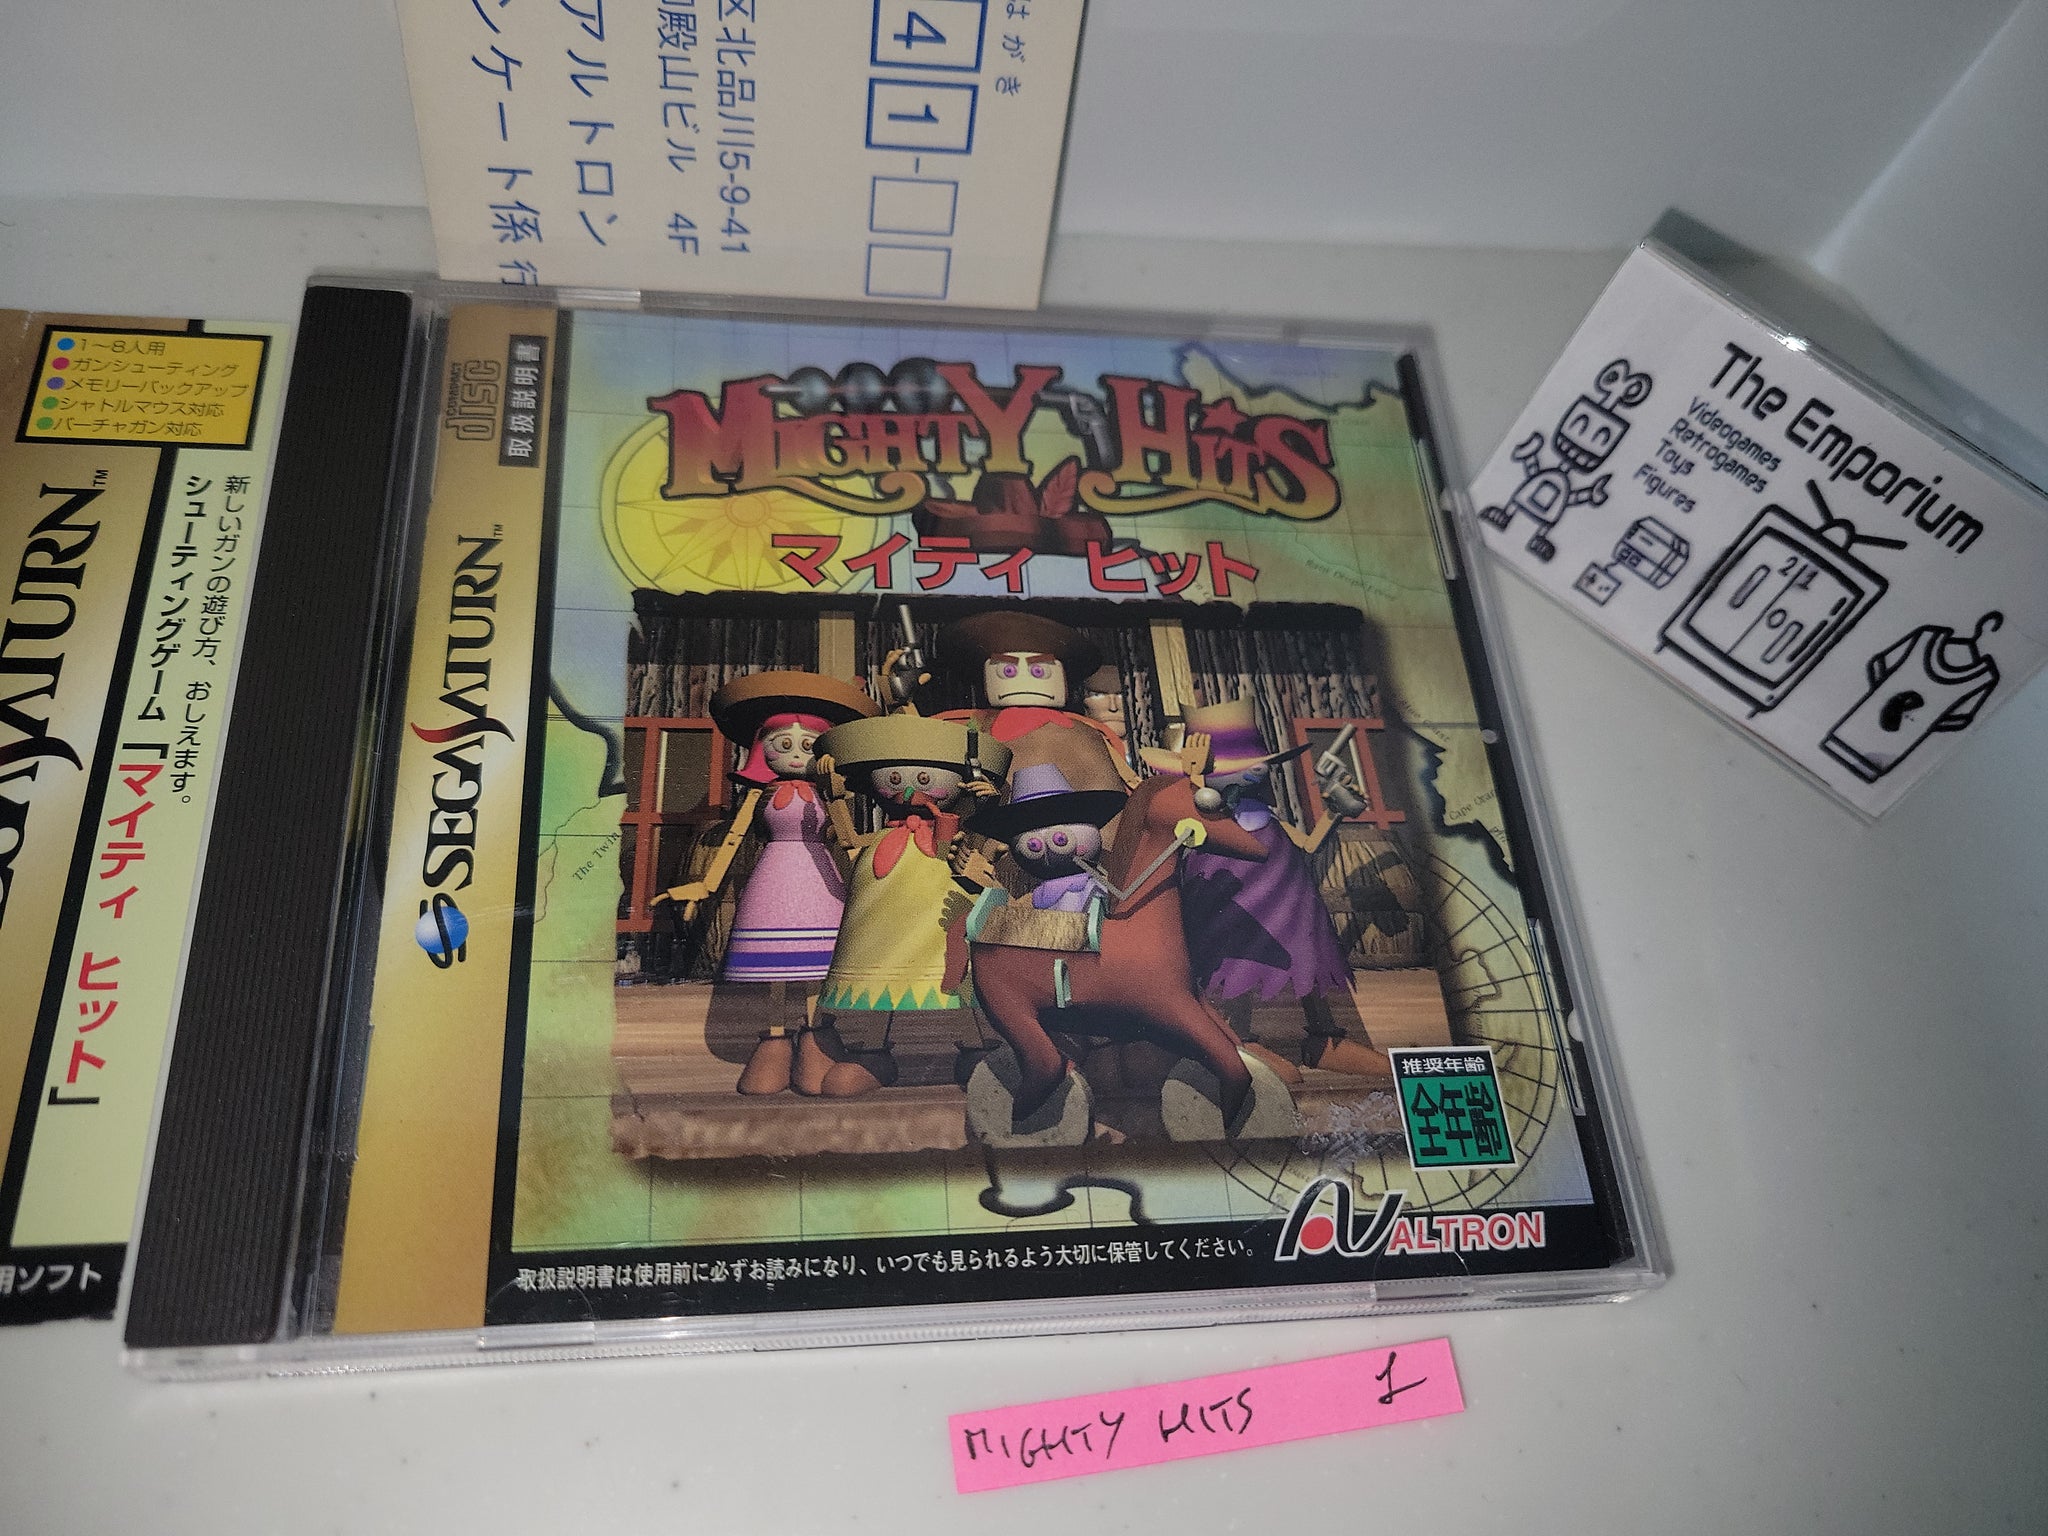 はがき
41-
区北品川5-9-41
殿山ビル 4F
アルトロン
ンケート係 行
1～8人用
ガンシューティング
メモリーバックアップ
シャトルマウス対応
バーチャガン対応
SATURN™
新しいガンの遊び方、おしえます。
シューティングゲーム「マイティ ヒット」
用ソフト
COMPACT
disc
取扱説明書
SEGA SATURN™
MIGHTY HITS
マイティ ヒット
The Twin
推奨年齢
全年齢
ALTRON
取扱説明書は使用前に必ずお読みになり、いつでも見られるよう大切に保管してください。
The Emporium
Videogames
Retrogames
Toys
Figures
MIGHTY HITS 1